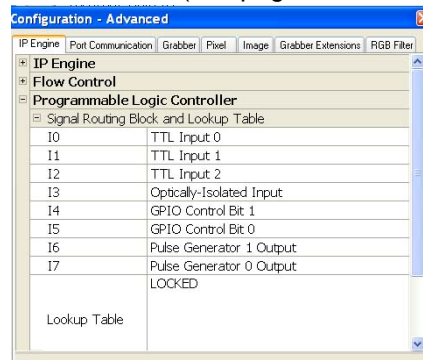 Configuration - Advanced
IP Engine Port Communication Grabber Pixel Image Grabber Extensions RGB Filter
IP Engine
Flow Control
Programmable Logic Controller
Signal Routing Block and Lookup Table
I0 TTL Input 0
I1 TTL Input 1
I2 TTL Input 2
I3 Optically-Isolated Input
I4 GPIO Control Bit 1
I5 GPIO Control Bit 0
I6 Pulse Generator 1 Output
I7 Pulse Generator 0 Output
LOCKED
Lookup Table